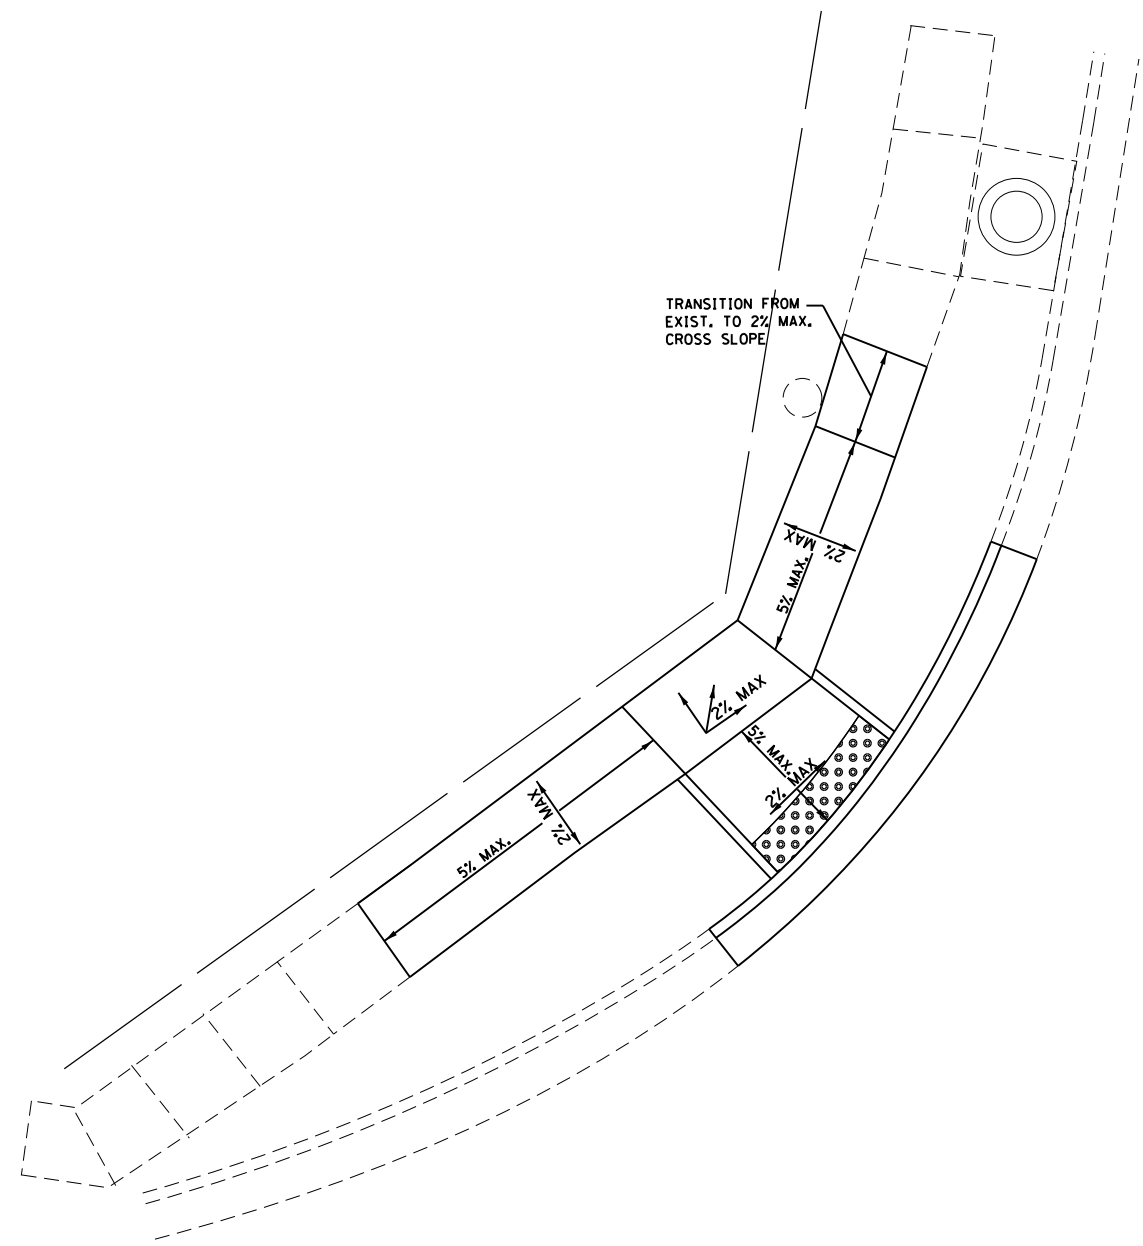 TRANSITION FROM
EXIST. TO 2% MAX.
CROSS SLOPE
2% MAX
5% MAX.
2% MAX
5% MAX.
2% MAX
2% MAX
5% MAX.